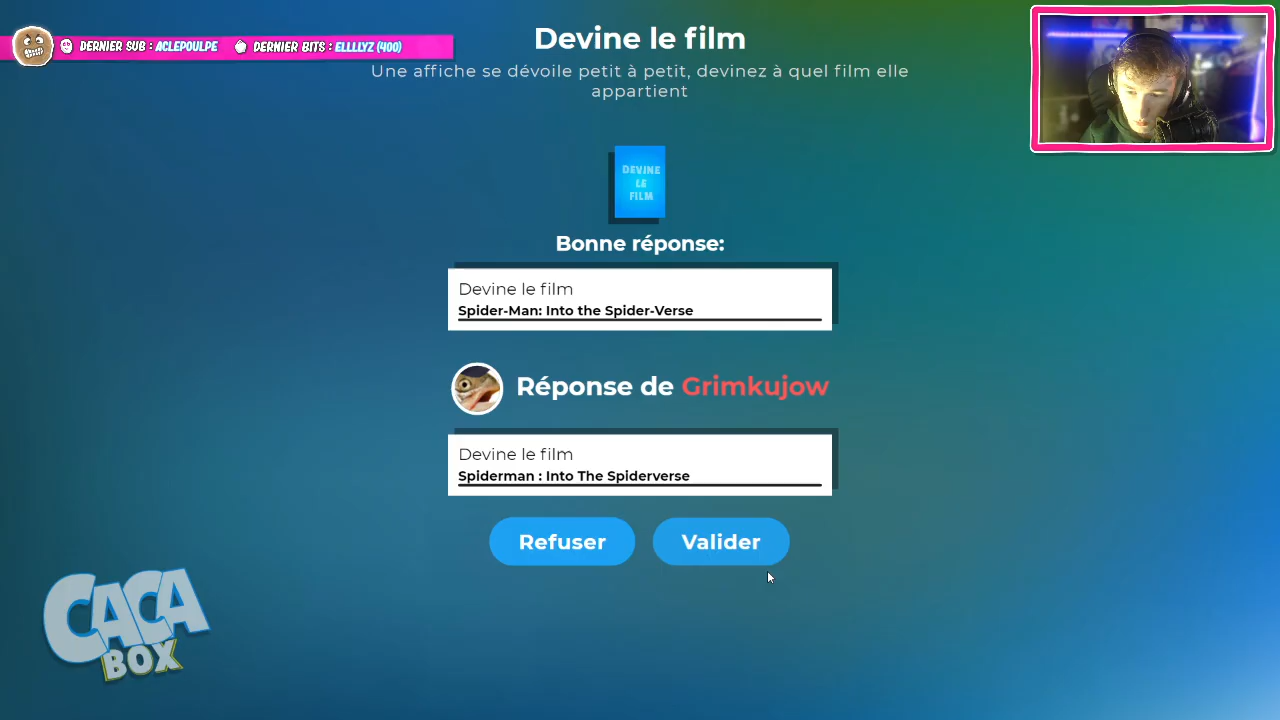 Devine le film
DERNIER SUB : ACLEPOULPE DERNIER BITS : ELLLLYZ (400)
Une affiche se dévoile petit à petit, devinez à quel film elle
appartient
DEVINE
LE
FILM
Bonne réponse:
Devine le film
Spider-Man: Into the Spider-Verse
Réponse de Grimkujow
Devine le film
Spiderman : Into The Spiderverse
Refuser Valider
CACA
BOX